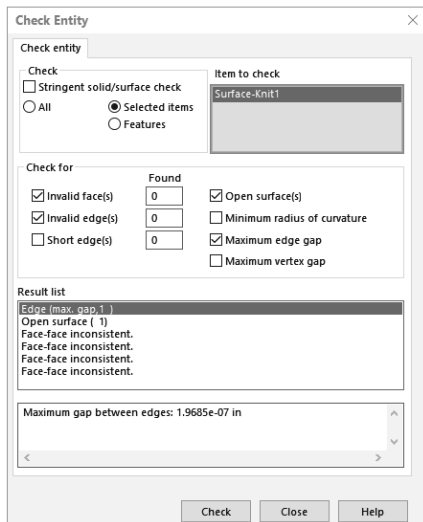 Check Entity
Check entity
Check
Stringent solid/surface check
All
Selected items
Features
Item to check
Surface-Knit1
Check for
Found
Invalid face(s) 0
Open surface(s)
Invalid edge(s) 0
Minimum radius of curvature
Short edge(s) 0
Maximum edge gap
Maximum vertex gap
Result list
Edge (max. gap,1 )
Open surface ( 1)
Face-face inconsistent.
Face-face inconsistent.
Face-face inconsistent.
Face-face inconsistent.
Maximum gap between edges: 1.9685e-07 in
Check
Close
Help